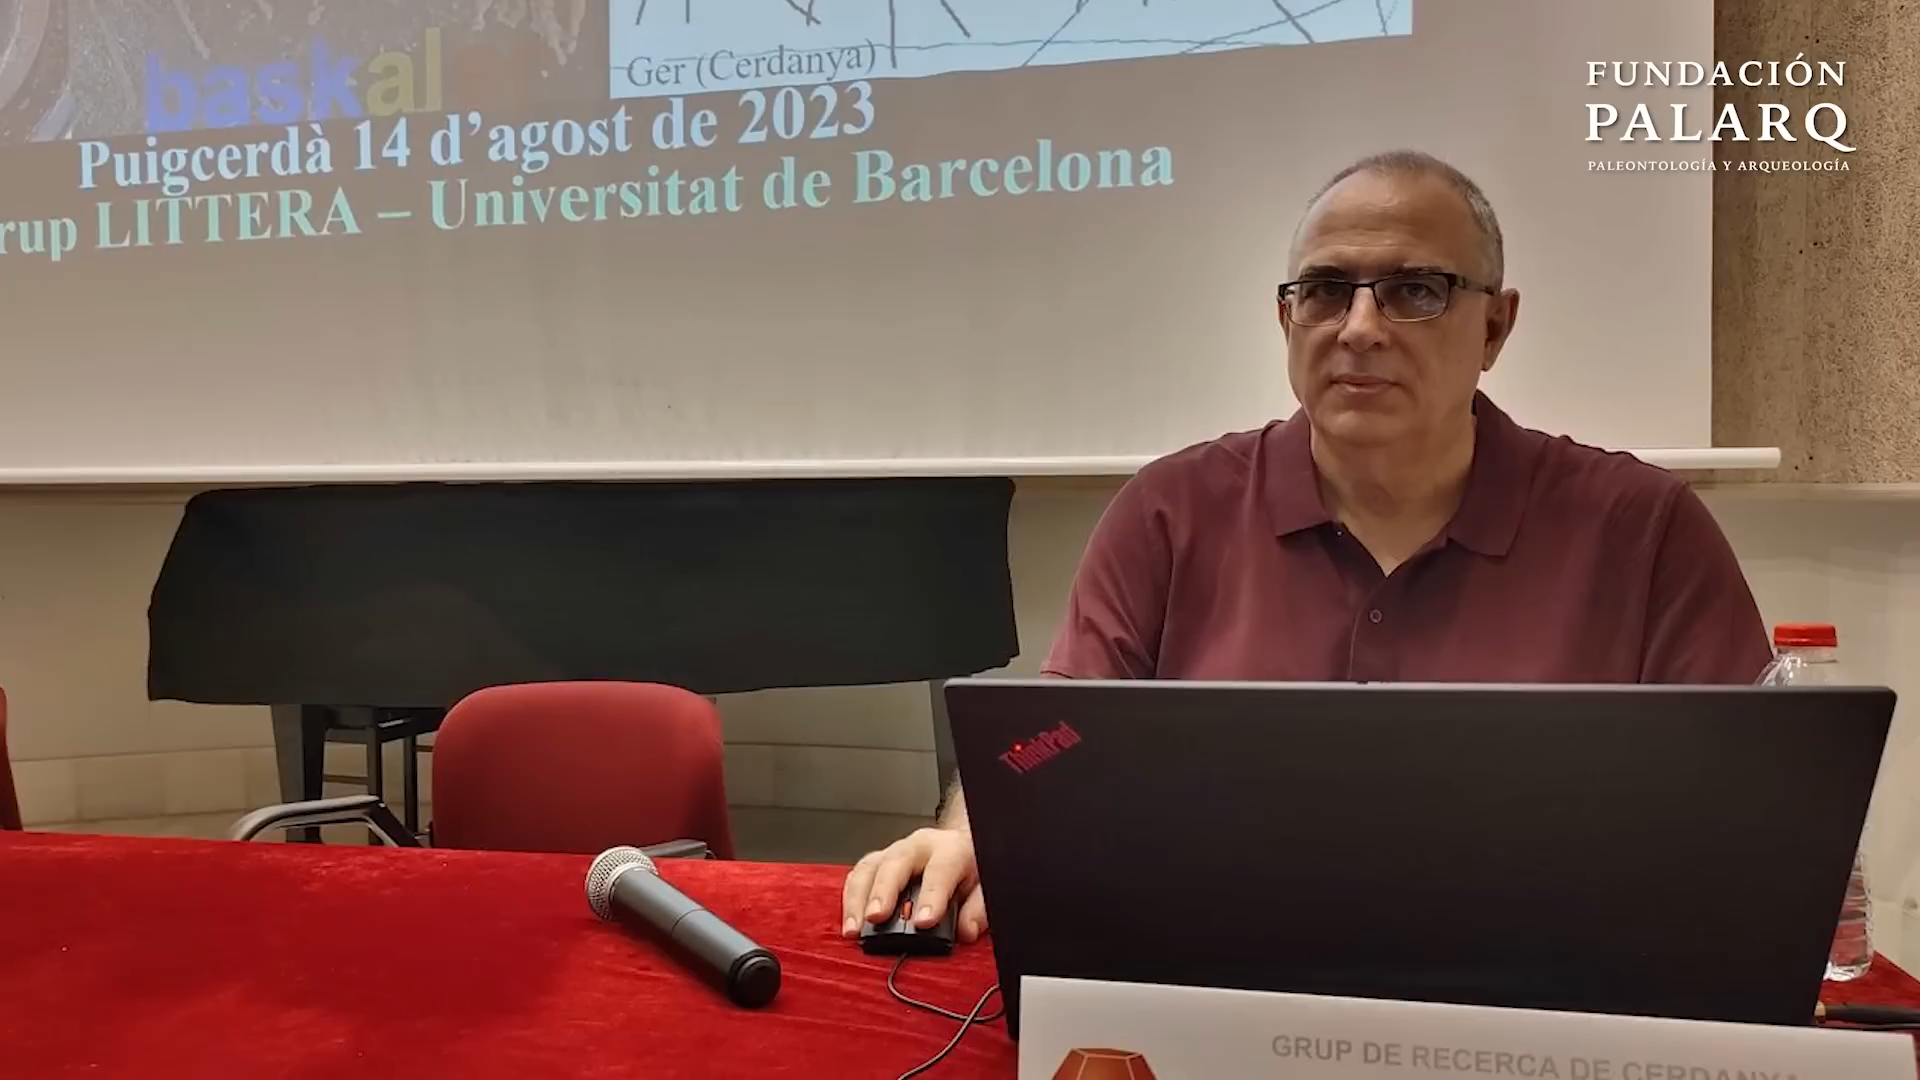 baskal
Ger (Cerdanya)
Puigcerdà 14 d’agost de 2023
rup LITTERA – Universitat de Barcelona
FUNDACIÓN
PALARQ
PALEONTOLOGÍA Y ARQUEOLOGÍA
ThinkPad
GRUP DE RECERCA DE CERDANYA